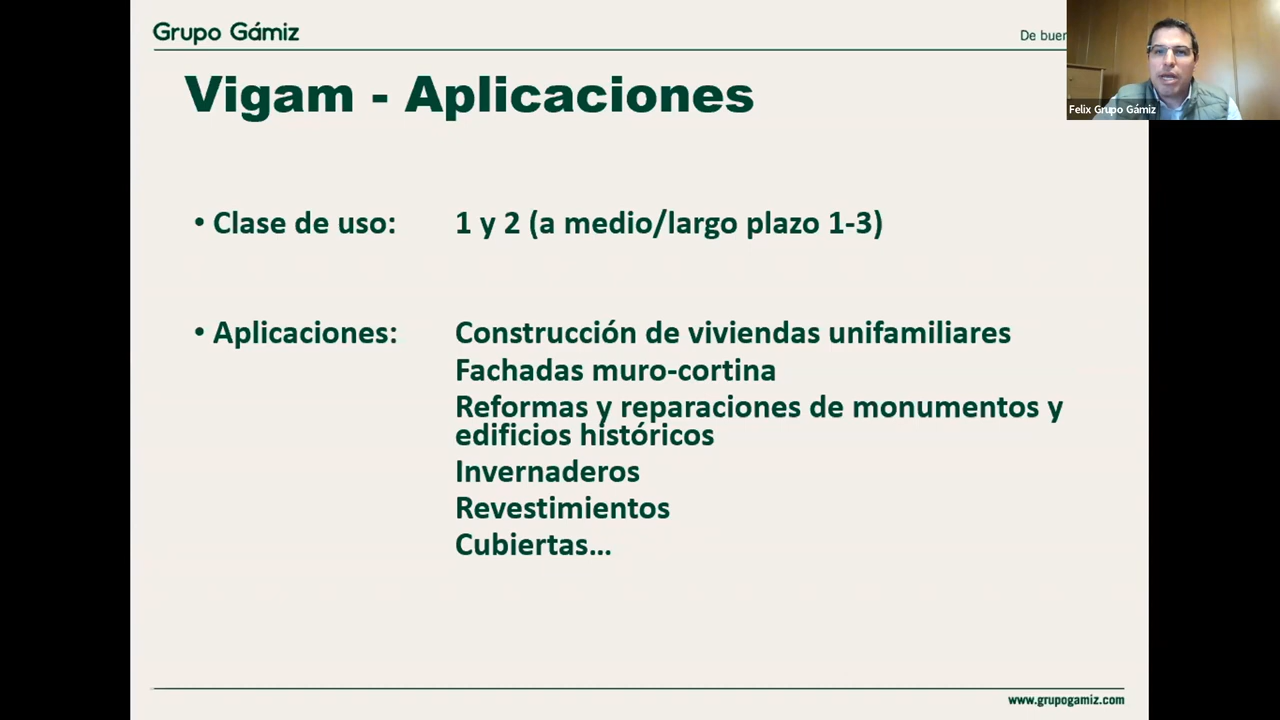 Grupo Gámiz
De buen
Felix Grupo Gámiz
Vigam - Aplicaciones
• Clase de uso: 1 y 2 (a medio/largo plazo 1-3)
• Aplicaciones: Construcción de viviendas unifamiliares
Fachadas muro-cortina
Reformas y reparaciones de monumentos y
edificios históricos
Invernaderos
Revestimientos
Cubiertas...
www.grupogamiz.com